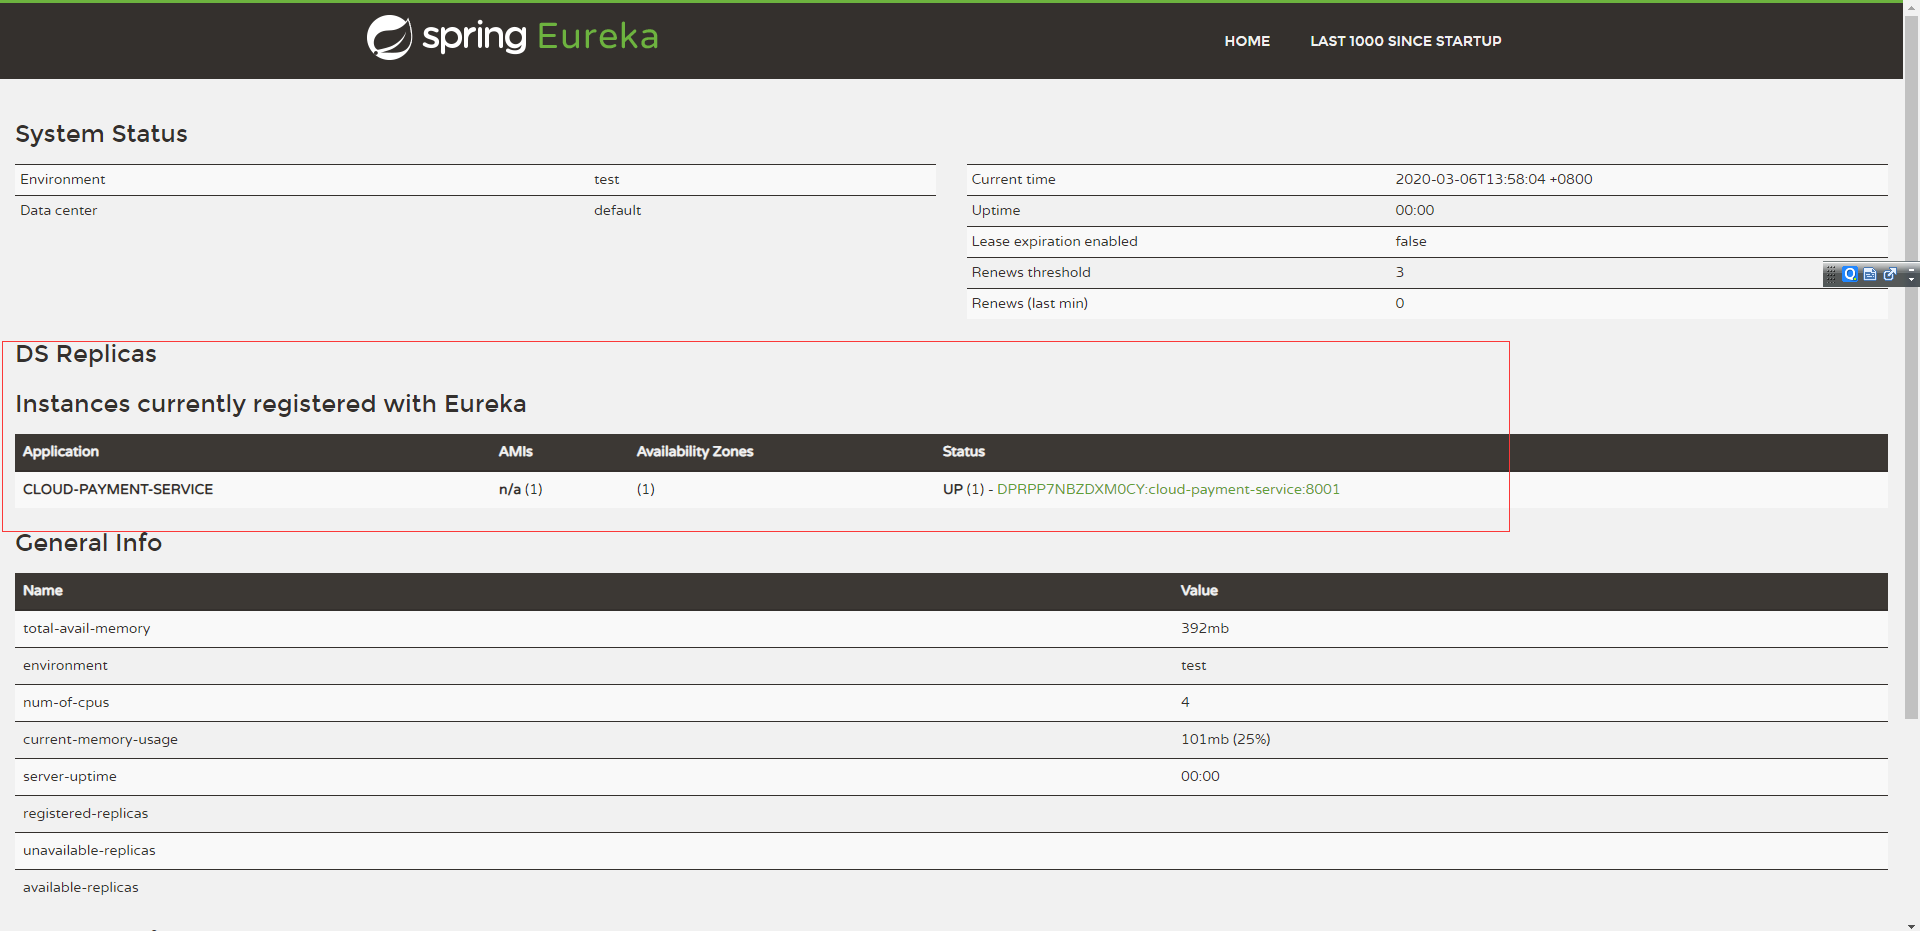 spring Eureka
HOME LAST 1000 SINCE STARTUP
System Status
Environment test
Data center default
Current time 2020-03-06T13:58:04 +0800
Uptime 00:00
Lease expiration enabled false
Renews threshold 3
Renews (last min) 0
DS Replicas
Instances currently registered with Eureka
Application AMIs Availability Zones Status
CLOUD-PAYMENT-SERVICE n/a (1) (1) UP (1) - DPRPP7NBZDXM0CY:cloud-payment-service:8001
General Info
Name Value
total-avail-memory 392mb
environment test
num-of-cpus 4
current-memory-usage 101mb (25%)
server-uptime 00:00
registered-replicas
unavailable-replicas
available-replicas